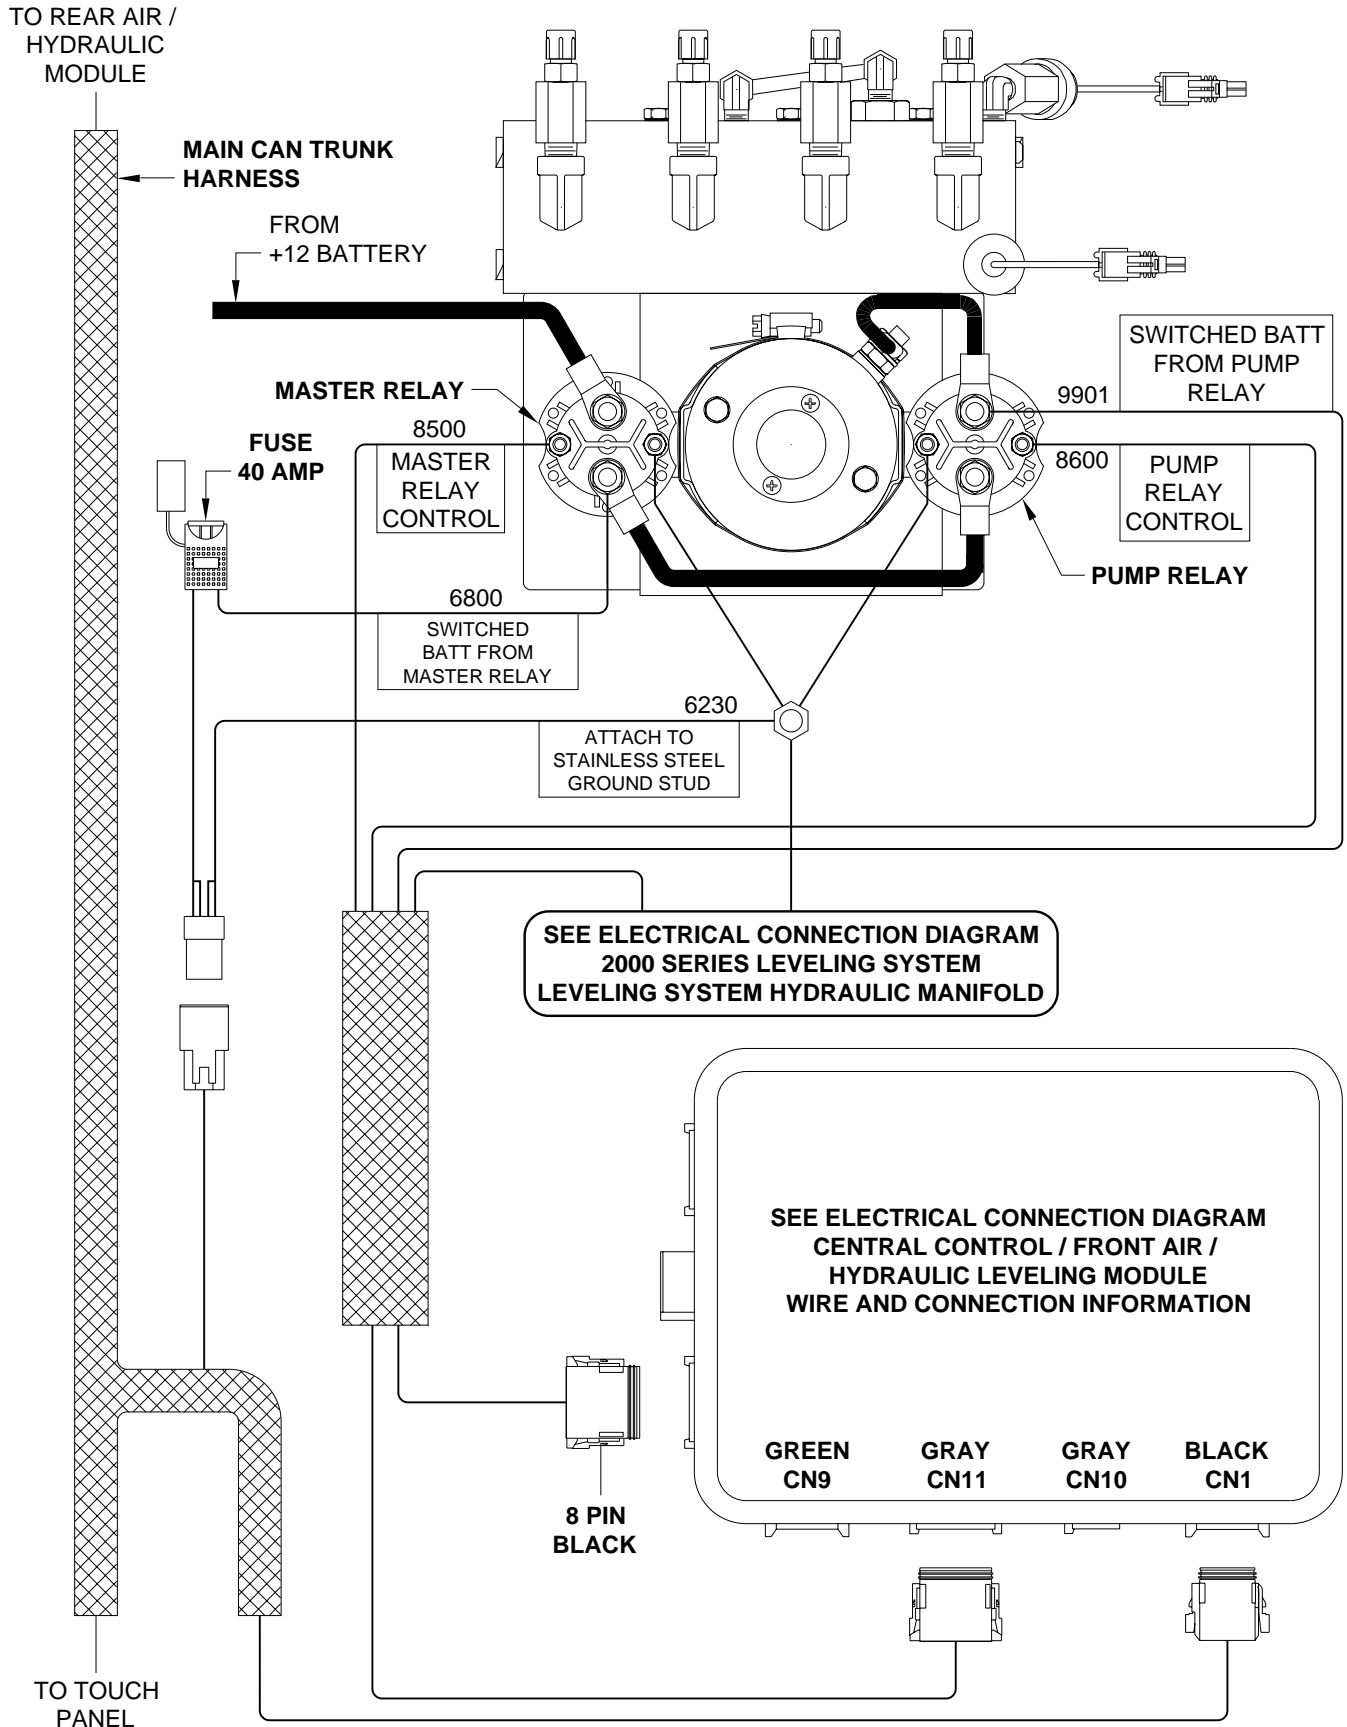 TO REAR AIR /
HYDRAULIC
MODULE
MAIN CAN TRUNK
HARNESS
FROM
+12 BATTERY
MASTER RELAY
FUSE
40 AMP
8500
MASTER
RELAY
CONTROL
9901
SWITCHED BATT
FROM PUMP
RELAY
8600
PUMP
RELAY
CONTROL
PUMP RELAY
6800
SWITCHED
BATT FROM
MASTER RELAY
6230
ATTACH TO
STAINLESS STEEL
GROUND STUD
SEE ELECTRICAL CONNECTION DIAGRAM
2000 SERIES LEVELING SYSTEM
LEVELING SYSTEM HYDRAULIC MANIFOLD
SEE ELECTRICAL CONNECTION DIAGRAM
CENTRAL CONTROL / FRONT AIR /
HYDRAULIC LEVELING MODULE
WIRE AND CONNECTION INFORMATION
GREEN
CN9
GRAY
CN11
GRAY
CN10
BLACK
CN1
8 PIN
BLACK
TO TOUCH
PANEL